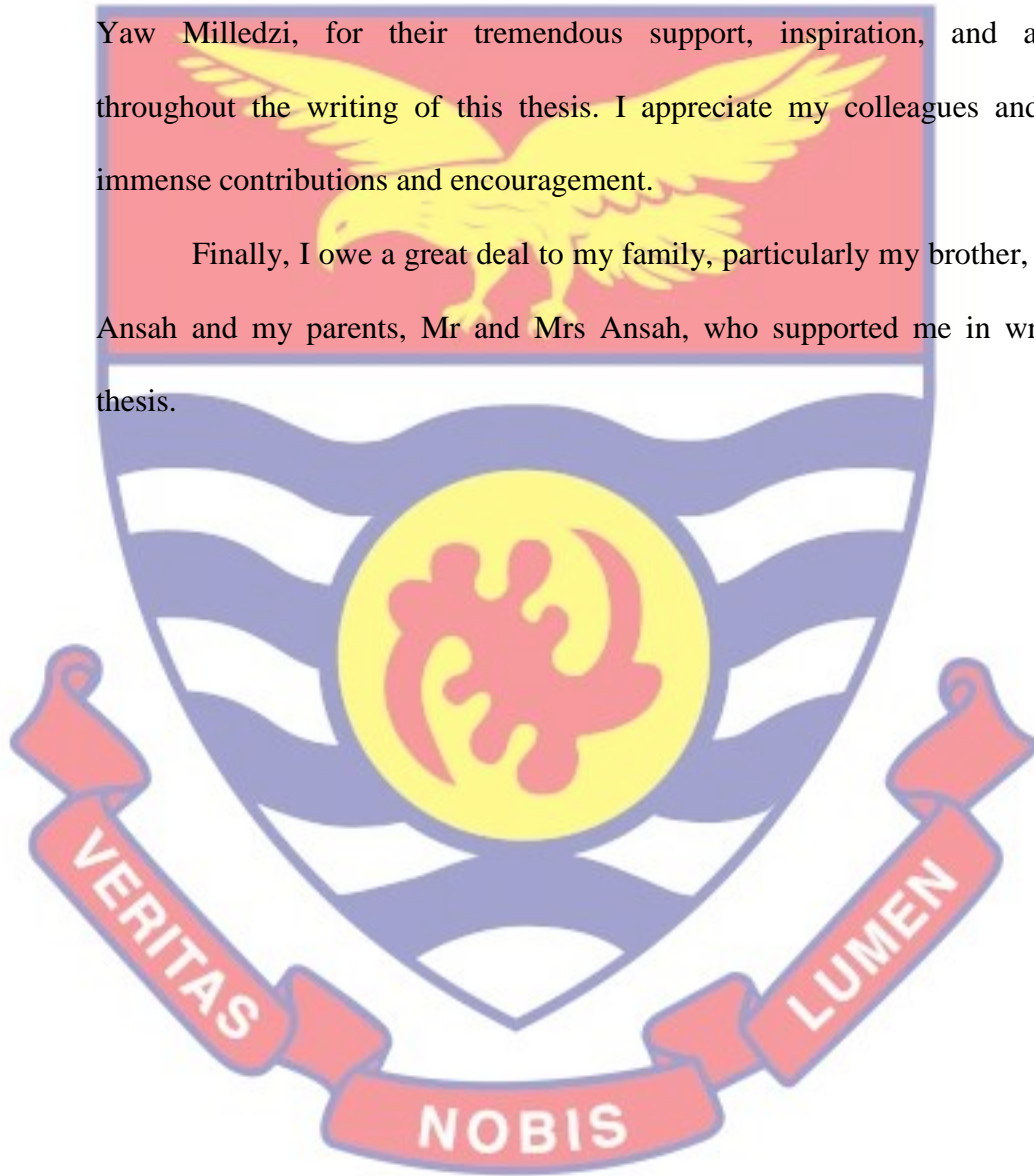 Yaw Milledzi, for their tremendous support, inspiration, and a
throughout the writing of this thesis. I appreciate my colleagues and
immense contributions and encouragement.
Finally, I owe a great deal to my family, particularly my brother,
Ansah and my parents, Mr and Mrs Ansah, who supported me in wr
thesis.
VERITAS
NOBIS
LUMEN